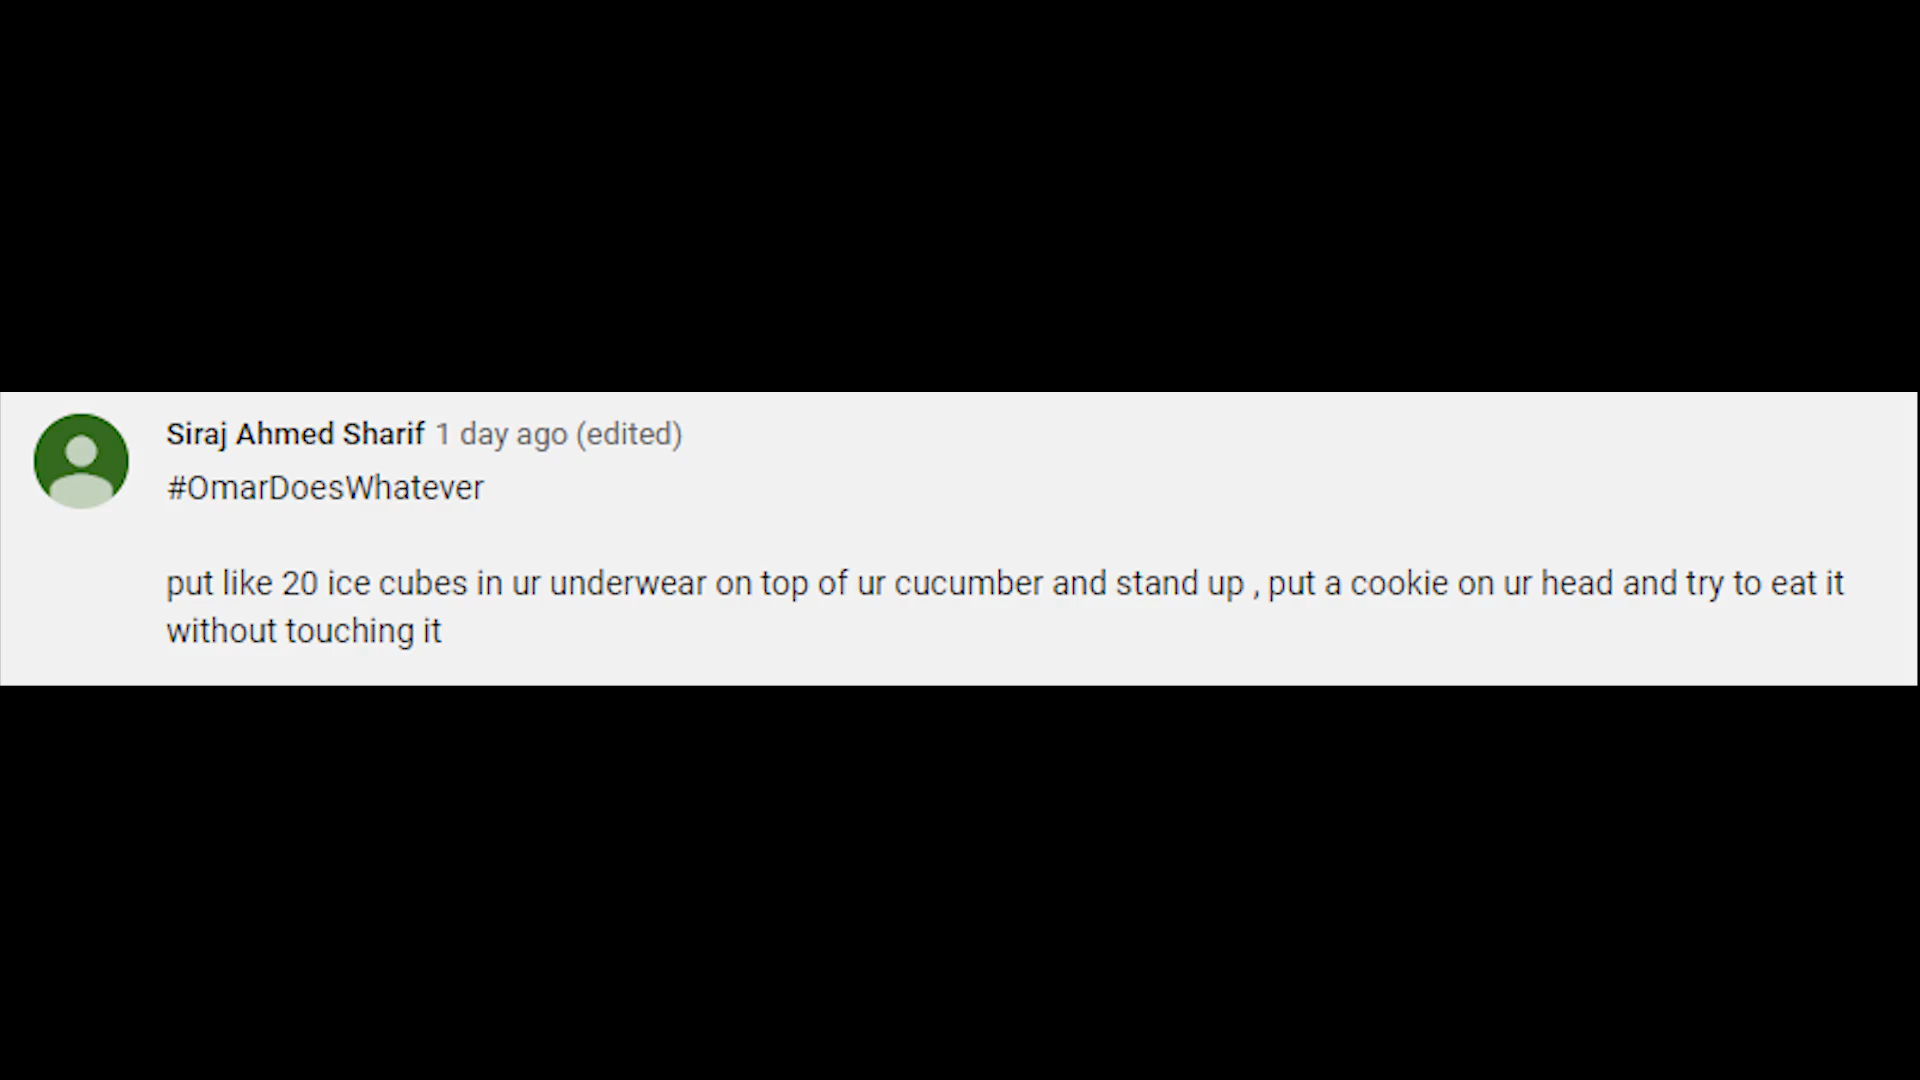 Siraj Ahmed Sharif 1 day ago (edited)
#OmarDoesWhatever
put like 20 ice cubes in ur underwear on top of ur cucumber and stand up , put a cookie on ur head and try to eat it
without touching it